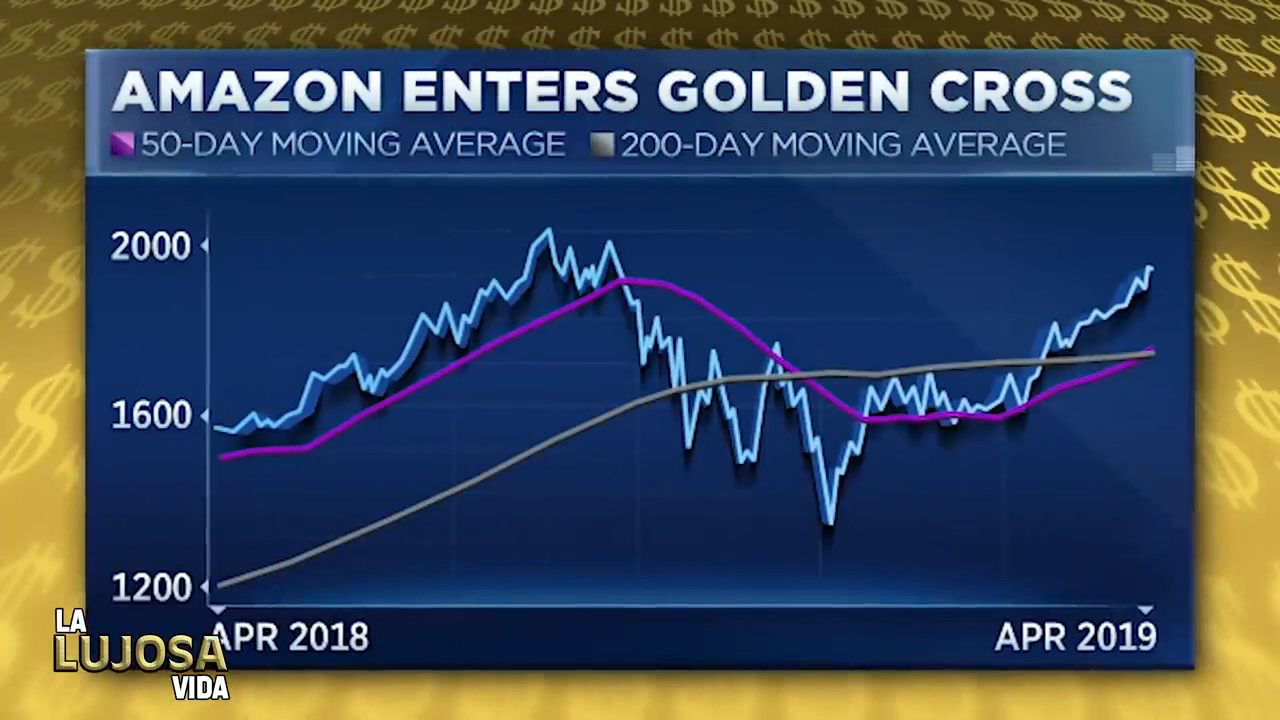 AMAZON ENTERS GOLDEN CROSS
50-DAY MOVING AVERAGE 200-DAY MOVING AVERAGE
2000
1600
1200
APR 2018 APR 2019
LA
LUJOSA
VIDA